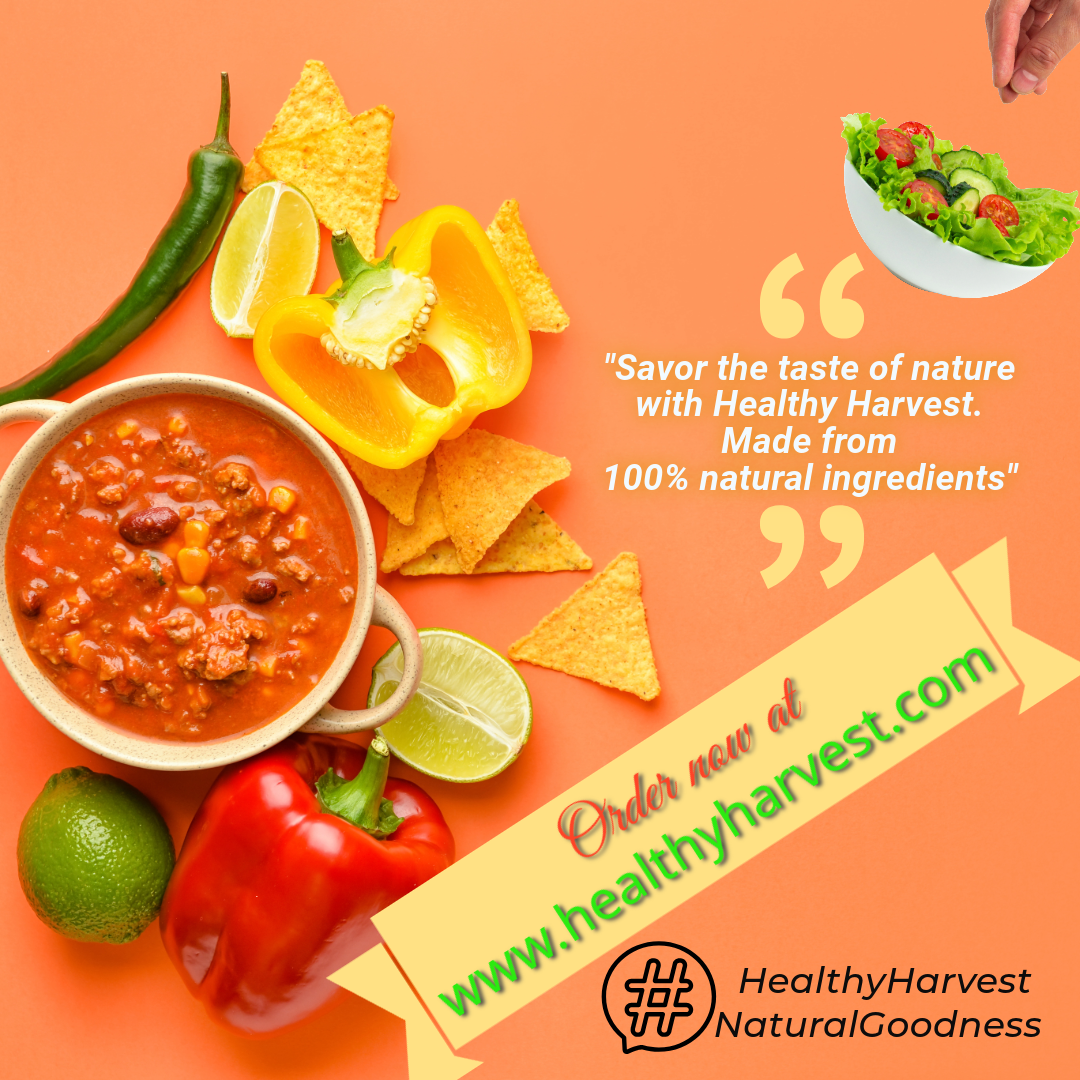 "Savor the taste of nature
with Healthy Harvest.
Made from
100% natural ingredients"
Order now at
www.healthyharvest.com
# HealthyHarvest
NaturalGoodness